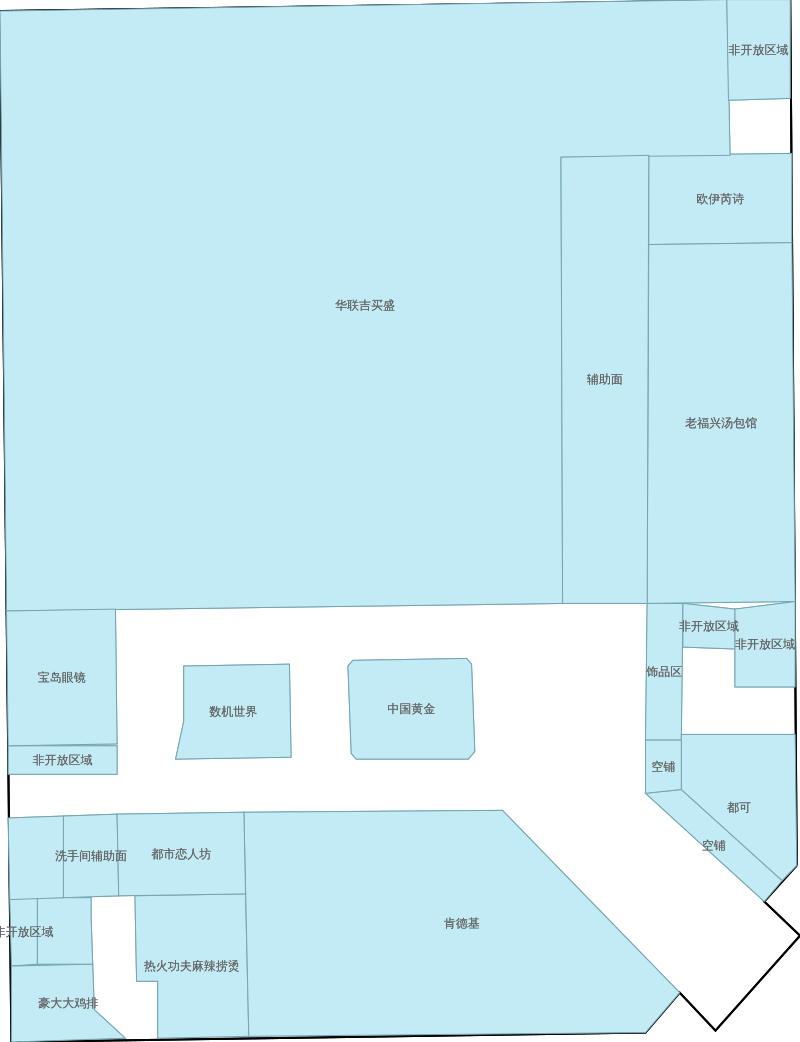 非开放区域
欧伊芮诗
华联吉买盛
辅助面
老福兴汤包馆
非开放区域
非开放区域
饰品区
宝岛眼镜
数机世界
中国黄金
非开放区域
空铺
都可
空铺
洗手间辅助面
都市恋人坊
肯德基
非开放区域
热火功夫麻辣捞烫
豪大大鸡排